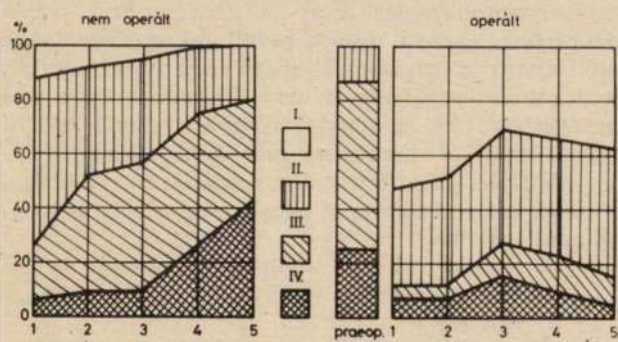 nem operált
operált
%
100
80
60
40
20
0
1 2 3 4 5
I.
II.
III.
IV.
praeop.
1 2 3 4 5